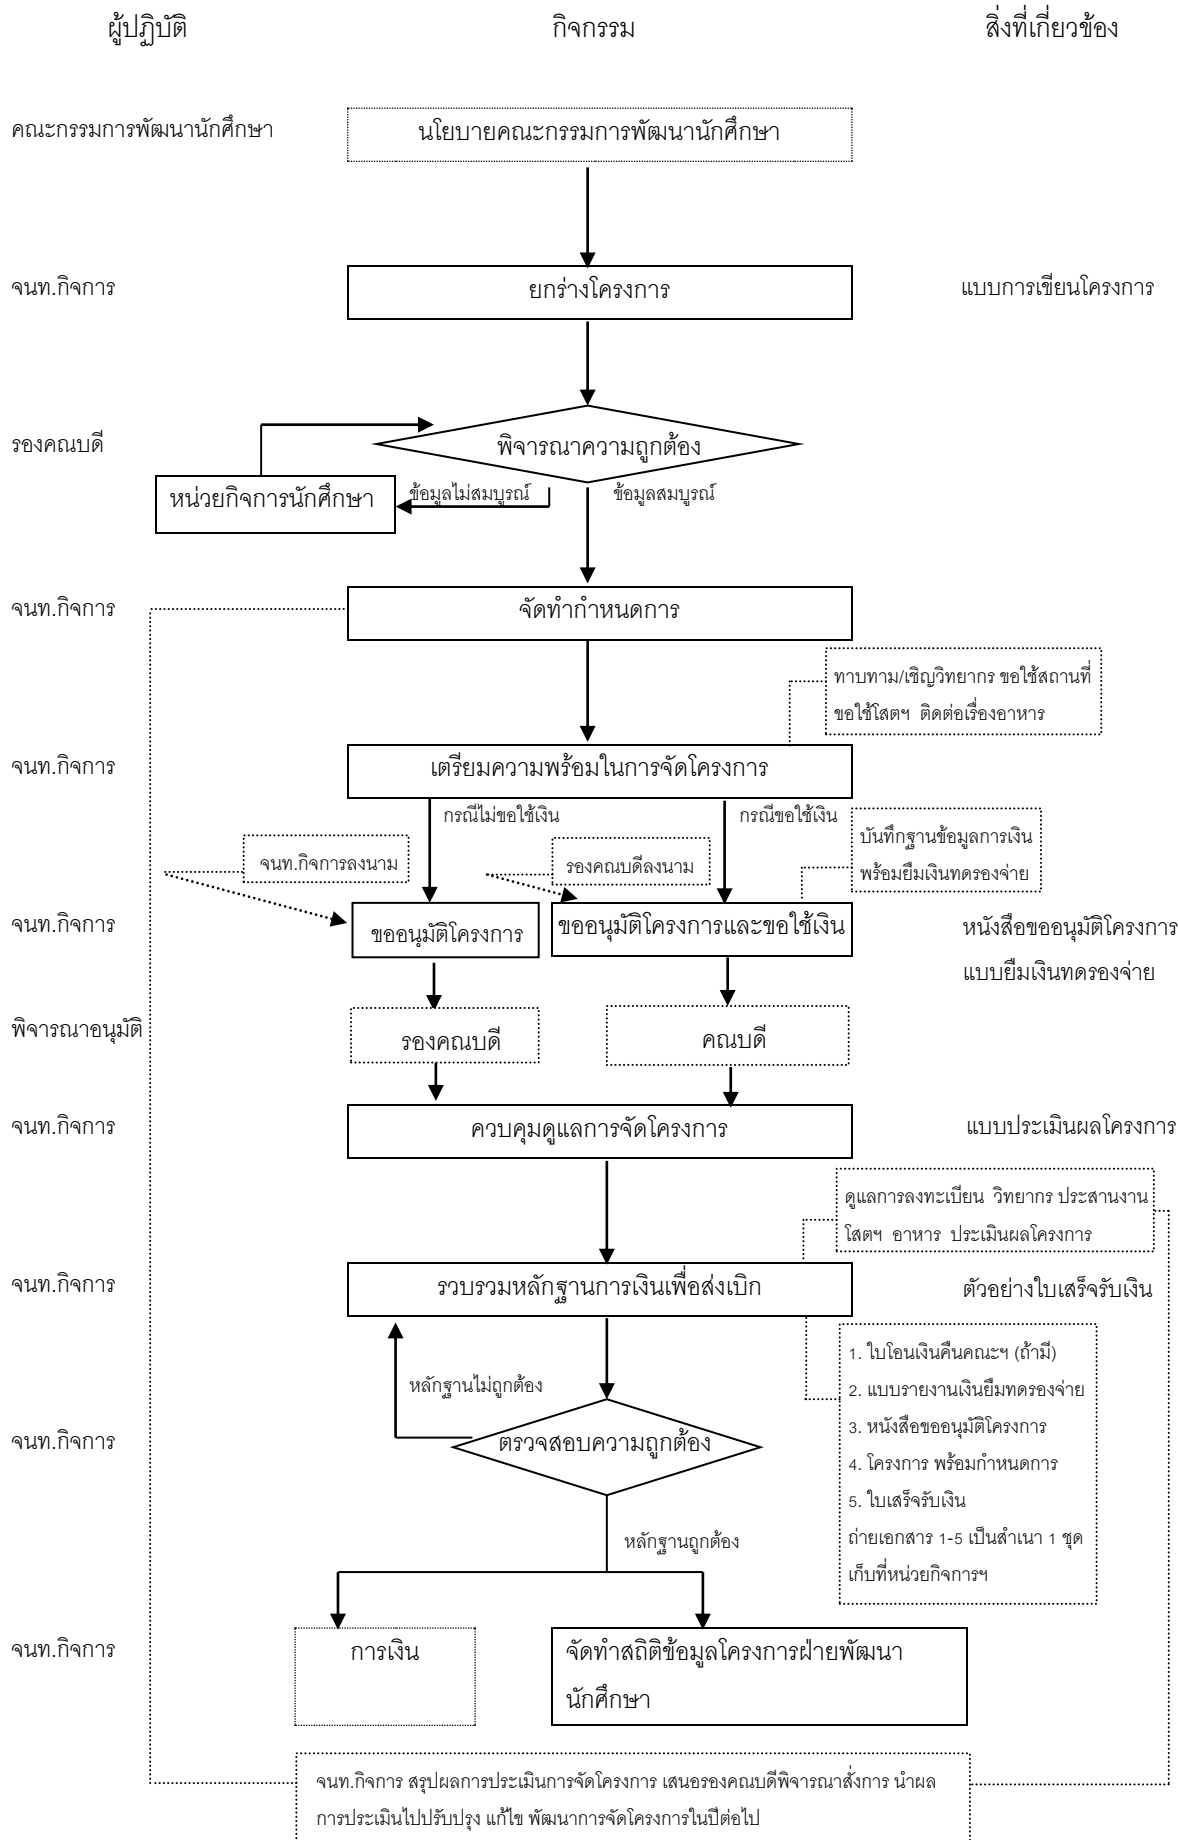 ผู้ปฏิบัติ กิจกรรม สิ่งที่เกี่ยวข้อง
คณะกรรมการพัฒนานักศึกษา นโยบายคณะกรรมการพัฒนานักศึกษา
จนท.กิจการ ยกร่างโครงการ แบบการเขียนโครงการ
รองคณบดี พิจารณาความถูกต้อง
หน่วยกิจการนักศึกษา ข้อมูลไม่สมบูรณ์ ข้อมูลสมบูรณ์
จนท.กิจการ จัดทำกำหนดการ
ทาบทาม/เชิญวิทยากร ขอใช้สถานที่
ขอใช้โสตฯ ติดต่อเรื่องอาหาร
จนท.กิจการ เตรียมความพร้อมในการจัดโครงการ
กรณีไม่ขอใช้เงิน กรณีขอใช้เงิน
บันทึกฐานข้อมูลการเงิน
พร้อมยืมเงินทดรองจ่าย
จนท.กิจการลงนาม รองคณบดีลงนาม
จนท.กิจการ ขออนุมัติโครงการ ขออนุมัติโครงการและขอใช้เงิน หนังสือขออนุมัติโครงการ
แบบยืมเงินทดรองจ่าย
พิจารณาอนุมัติ รองคณบดี คณบดี
จนท.กิจการ ควบคุมดูแลการจัดโครงการ แบบประเมินผลโครงการ
ดูแลการลงทะเบียน วิทยากร ประสานงาน
โสตฯ อาหาร ประเมินผลโครงการ
จนท.กิจการ รวบรวมหลักฐานการเงินเพื่อส่งเบิก ตัวอย่างใบเสร็จรับเงิน
หลักฐานไม่ถูกต้อง
1. ใบโอนเงินคืนคณะฯ (ถ้ามี)
2. แบบรายงานเงินยืมทดรองจ่าย
3. หนังสือขออนุมัติโครงการ
4. โครงการ พร้อมกำหนดการ
5. ใบเสร็จรับเงิน
ถ่ายเอกสาร 1-5 เป็นสำเนา 1 ชุด
เก็บที่หน่วยกิจการฯ
จนท.กิจการ ตรวจสอบความถูกต้อง
หลักฐานถูกต้อง
จนท.กิจการ การเงิน จัดทำสถิติข้อมูลโครงการฝ่ายพัฒนา
นักศึกษา
จนท.กิจการ สรุปผลการประเมินการจัดโครงการ เสนอรองคณบดีพิจารณาสั่งการ นำผล
การประเมินไปปรับปรุง แก้ไข พัฒนาการจัดโครงการในปีต่อไป